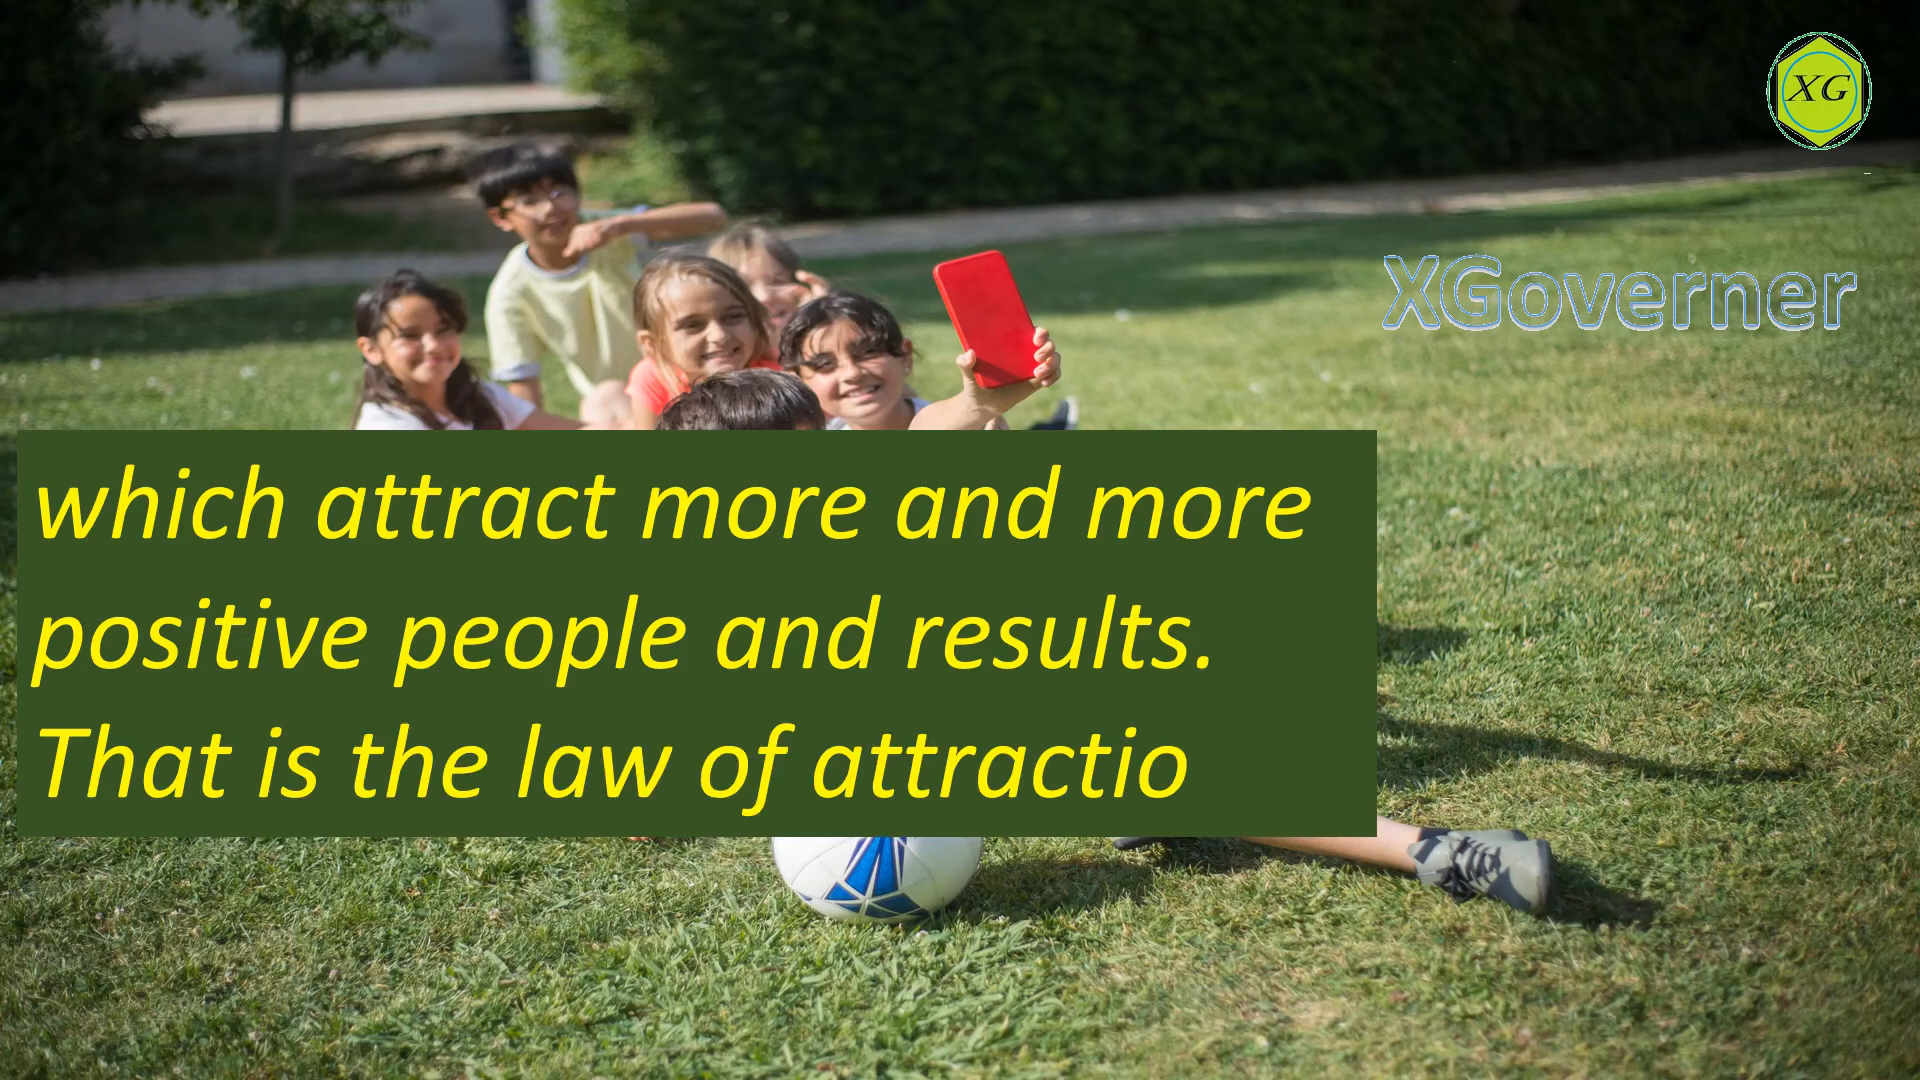 XG
XGoverner
which attract more and more
positive people and results.
That is the law of attractio